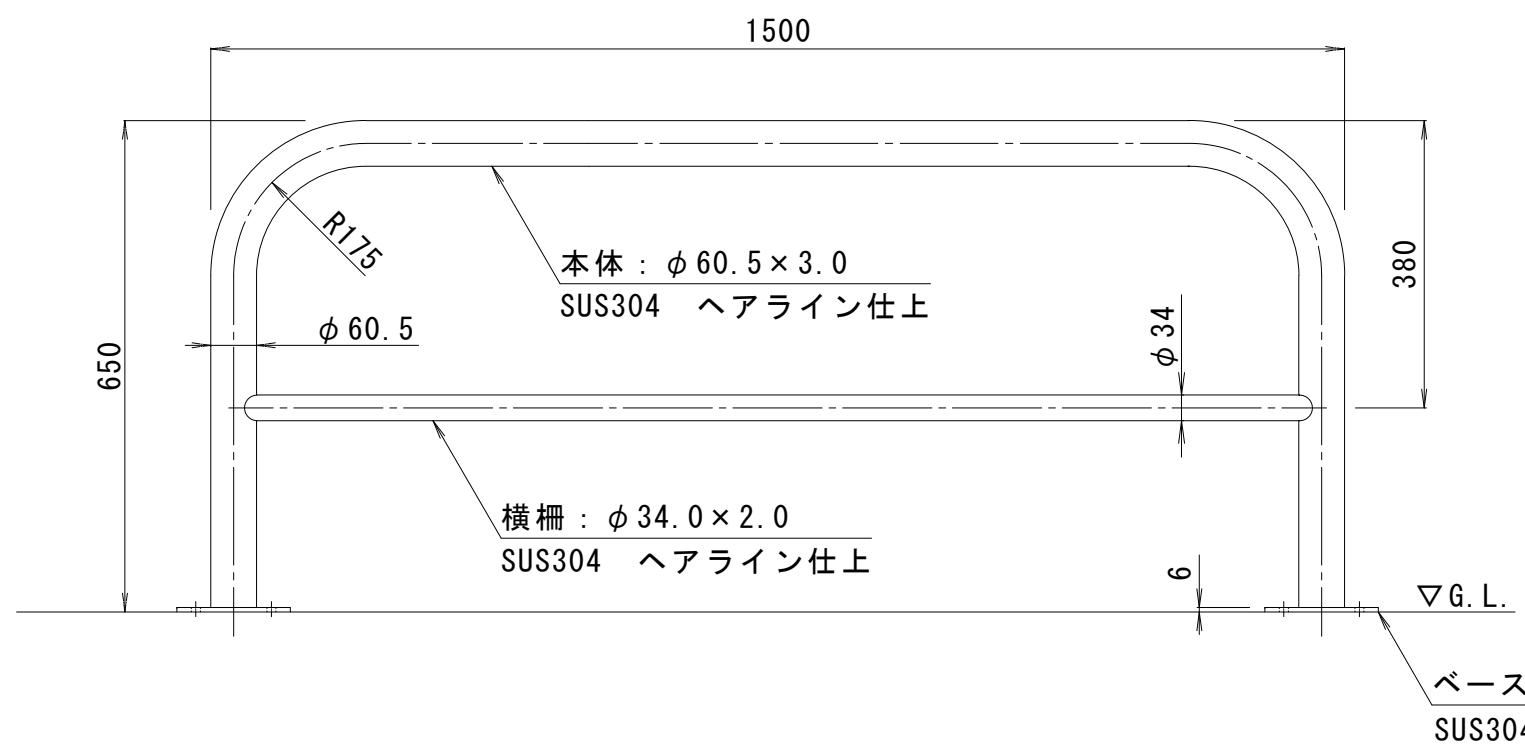 1500
R175
本体：φ60.5×3.0
SUS304　ヘアライン仕上
380
φ60.5
φ34
650
横柵：φ34.0×2.0
SUS304　ヘアライン仕上
6
▽G.L.
ベース
SUS304